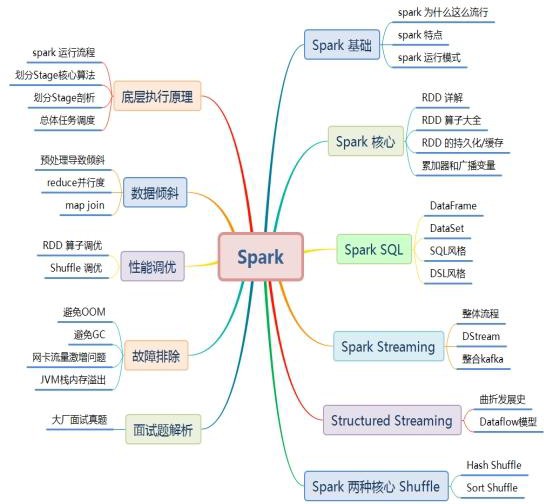 Spark
Spark 基础
spark 为什么这么流行
spark 特点
spark 运行模式
Spark 核心
RDD 详解
RDD 算子大全
RDD 的持久化/缓存
累加器和广播变量
Spark SQL
DataFrame
DataSet
SQL风格
DSL风格
Spark Streaming
整体流程
DStream
整合kafka
Structured Streaming
曲折发展史
Dataflow模型
Spark 两种核心 Shuffle
Hash Shuffle
Sort Shuffle
底层执行原理
spark 运行流程
划分Stage核心算法
划分Stage剖析
总体任务调度
数据倾斜
预处理导致倾斜
reduce并行度
map join
性能调优
RDD 算子调优
Shuffle 调优
故障排除
避免OOM
避免GC
网卡流量激增问题
JVM栈内存溢出
面试题解析
大厂面试真题